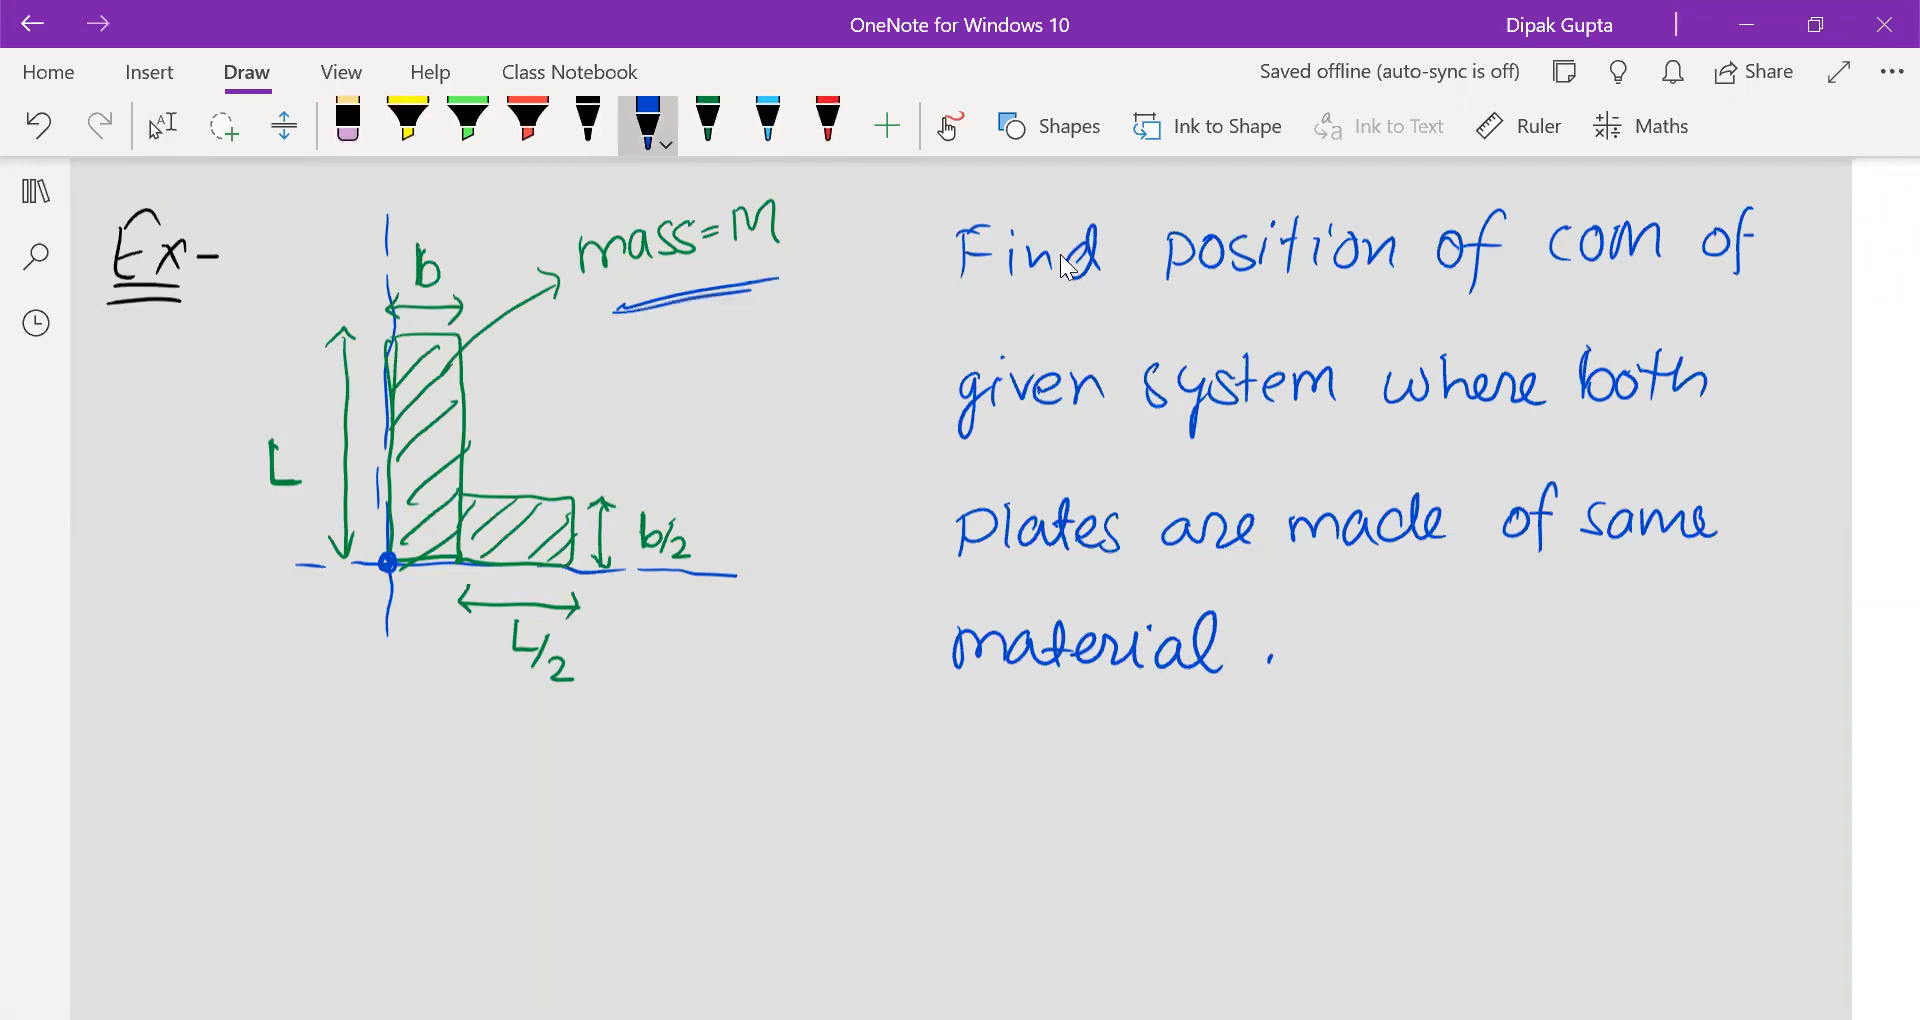 OneNote for Windows 10
Dipak Gupta
Home Insert Draw View Help Class Notebook
Saved offline (auto-sync is off)
Share
Shapes
Ink to Shape
Ink to Text
Ruler
Maths
Ex-
b
mass = M
L
b/2
L/2
Find position of COM of
given system where both
plates are made of same
material.